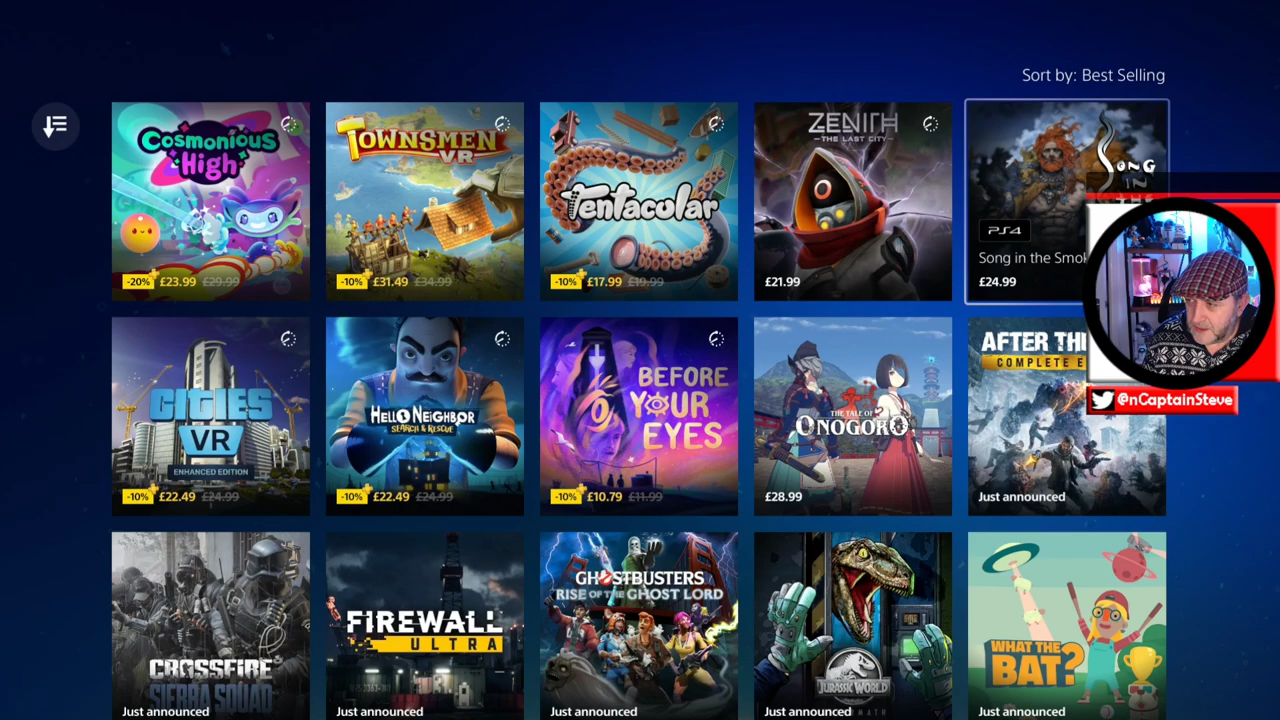 Sort by: Best Selling
Cosmonious
High
-20% £23.99 £29.99
TOWNSMEN
VR
-10% £31.49 £34.99
Tentacular
-10% £17.99 £19.99
ZENITH
THE LAST CITY
£21.99
SONG
IN
PS4
Song in the Smok
£24.99
CITIES
VR
ENHANCED EDITION
-10% £22.49 £24.99
HELLO NEIGHBOR
SEARCH & RESCUE
-10% £22.49 £24.99
BEFORE
YOUR
EYES
-10% £10.79 £11.99
THE TALE OF
ONOGORO
£28.99
AFTER TH
COMPLETE E
Just announced
@nCaptainSteve
CROSSFIRE
SIERRA SQUAD
Just announced
FIREWALL
ULTRA
Just announced
GHOSTBUSTERS
RISE OF THE GHOST LORD
Just announced
JURASSIC WORLD
Just announced
WHAT THE
BAT?
Just announced